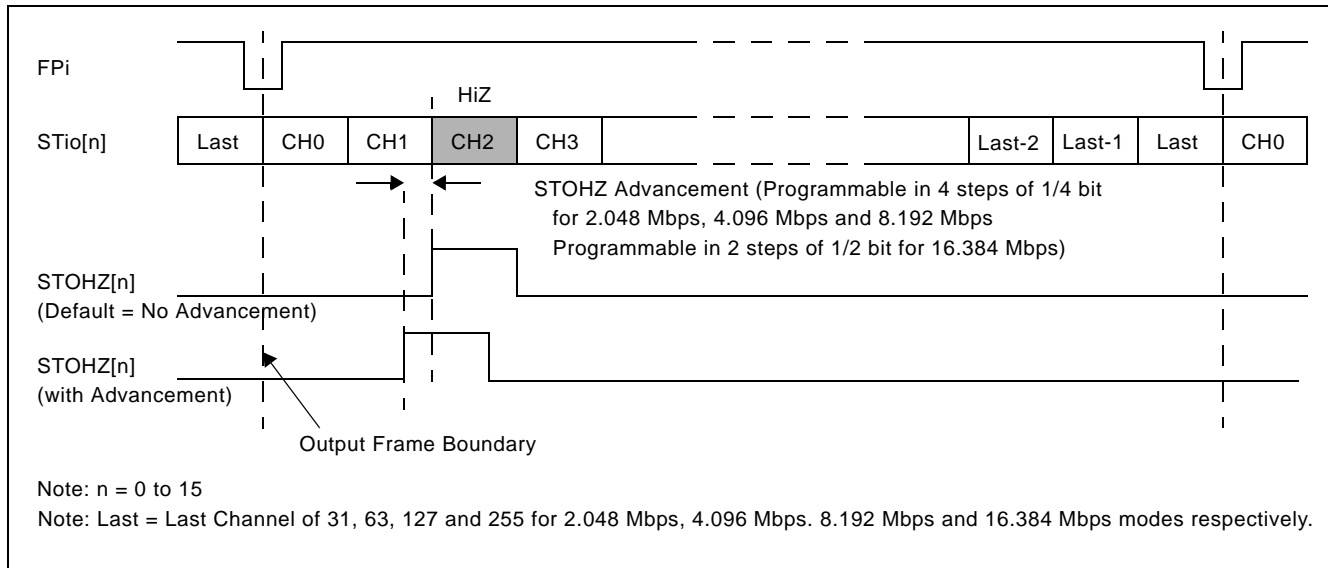 FPi
HiZ
STio[n]
Last
CH0
CH1
CH2
CH3
Last-2
Last-1
Last
CH0
STOHZ Advancement (Programmable in 4 steps of 1/4 bit
for 2.048 Mbps, 4.096 Mbps and 8.192 Mbps
Programmable in 2 steps of 1/2 bit for 16.384 Mbps)
STOHZ[n]
(Default = No Advancement)
STOHZ[n]
(with Advancement)
Output Frame Boundary
Note: n = 0 to 15
Note: Last = Last Channel of 31, 63, 127 and 255 for 2.048 Mbps, 4.096 Mbps. 8.192 Mbps and 16.384 Mbps modes respectively.